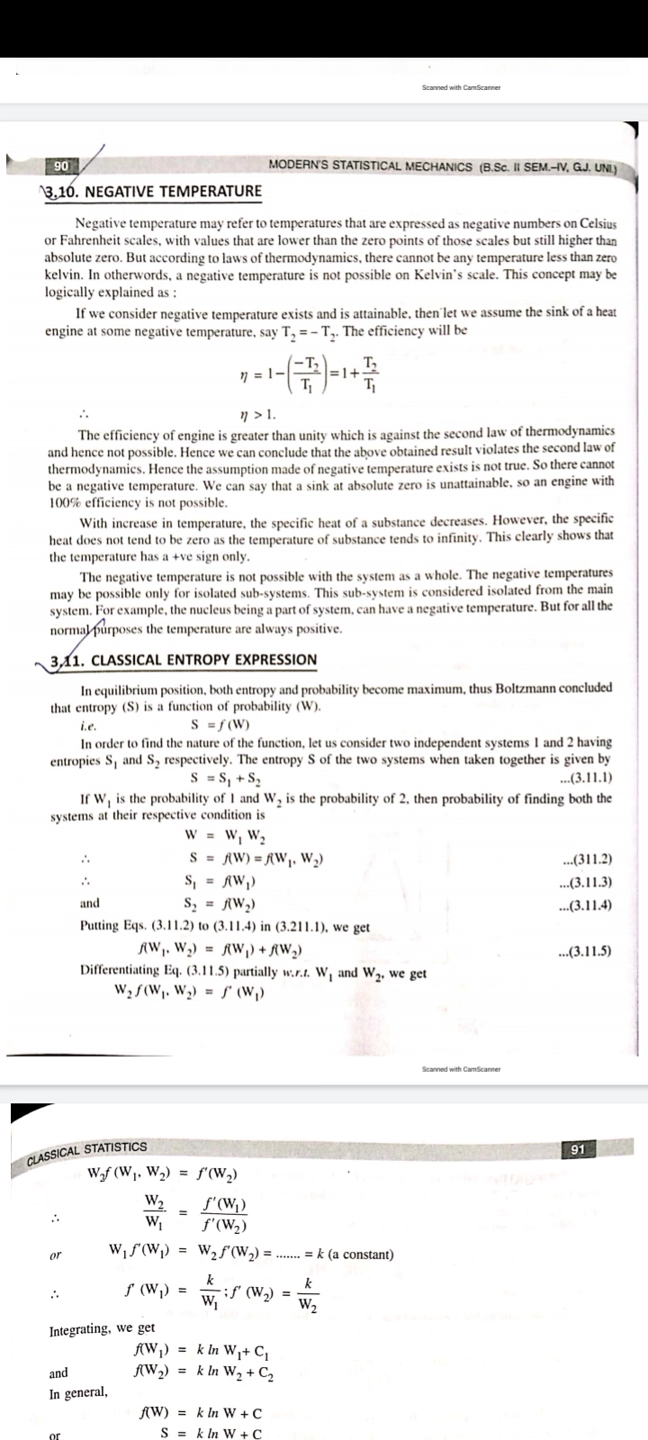 Scanned with CamScanner
90
MODERN'S STATISTICAL MECHANICS (B.Sc. II SEM.–IV, GJ. UNI.)
3.10. NEGATIVE TEMPERATURE
Negative temperature may refer to temperatures that are expressed as negative numbers on Celsius
or Fahrenheit scales, with values that are lower than the zero points of those scales but still higher than
absolute zero. But according to laws of thermodynamics, there cannot be any temperature less than zero
kelvin. In otherwords, a negative temperature is not possible on Kelvin's scale. This concept may be
logically explained as :
If we consider negative temperature exists and is attainable, then let we assume the sink of a heat
engine at some negative temperature, say T₂ = – T₂. The efficiency will be
η = 1–(–T₂/T₁) = 1 + T₂/T₁
∴ η > 1.
The efficiency of engine is greater than unity which is against the second law of thermodynamics
and hence not possible. Hence we can conclude that the above obtained result violates the second law of
thermodynamics. Hence the assumption made of negative temperature exists is not true. So there cannot
be a negative temperature. We can say that a sink at absolute zero is unattainable, so an engine with
100% efficiency is not possible.
With increase in temperature, the specific heat of a substance decreases. However, the specific
heat does not tend to be zero as the temperature of substance tends to infinity. This clearly shows that
the temperature has a +ve sign only.
The negative temperature is not possible with the system as a whole. The negative temperatures
may be possible only for isolated sub-systems. This sub-system is considered isolated from the main
system. For example, the nucleus being a part of system, can have a negative temperature. But for all the
normal purposes the temperature are always positive.
3.11. CLASSICAL ENTROPY EXPRESSION
In equilibrium position, both entropy and probability become maximum, thus Boltzmann concluded
that entropy (S) is a function of probability (W).
i.e. S = f (W)
In order to find the nature of the function, let us consider two independent systems 1 and 2 having
entropies S₁ and S₂ respectively. The entropy S of the two systems when taken together is given by
S = S₁ + S₂ ...(3.11.1)
If W₁ is the probability of 1 and W₂ is the probability of 2, then probability of finding both the
systems at their respective condition is
W = W₁ W₂
∴ S = f(W) = f(W₁, W₂) ...(311.2)
∴ S₁ = f(W₁) ...(3.11.3)
and S₂ = f(W₂) ...(3.11.4)
Putting Eqs. (3.11.2) to (3.11.4) in (3.211.1), we get
f(W₁, W₂) = f(W₁) + f(W₂) ...(3.11.5)
Differentiating Eq. (3.11.5) partially w.r.t. W₁ and W₂, we get
W₂ f (W₁, W₂) = f′ (W₁)
Scanned with CamScanner
CLASSICAL STATISTICS
91
W₂f (W₁, W₂) = f′(W₂)
∴ W₂/W₁ = f′(W₁)/f′(W₂)
or W₁ f′(W₁) = W₂ f′(W₂) = ....... = k (a constant)
∴ f′ (W₁) = k/W₁ ; f′ (W₂) = k/W₂
Integrating, we get
f(W₁) = k ln W₁+ C₁
and f(W₂) = k ln W₂ + C₂
In general,
f(W) = k ln W + C
or S = k ln W + C